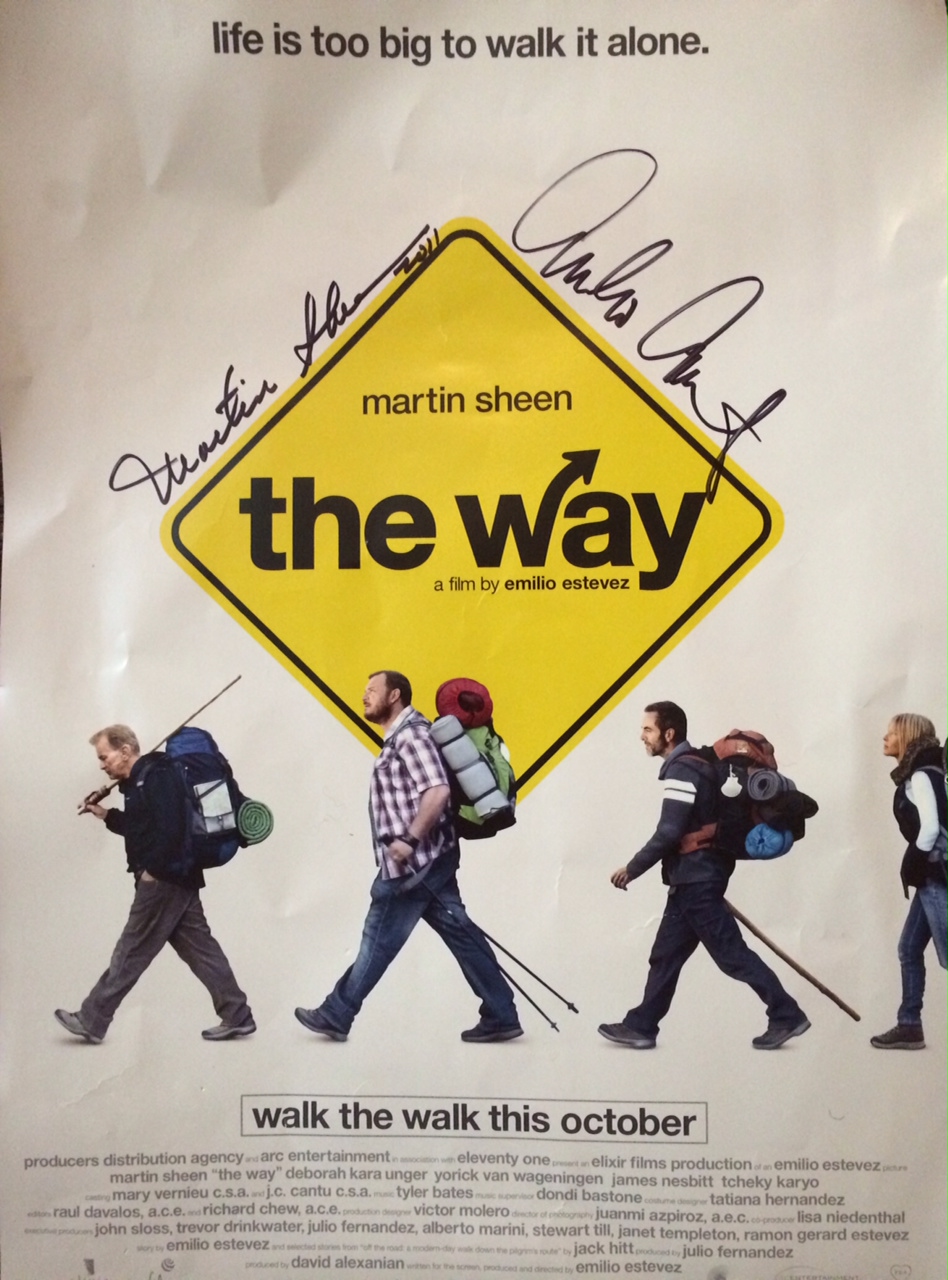 life is too big to walk it alone.
martin sheen 2011
martin sheen
the way
a film by emilio estevez
walk the walk this october
producers distribution agency and arc entertainment in association with eleventy one present an elixir films production of an emilio estevez picture
martin sheen "the way" deborah kara unger yorick van wageningen james nesbitt tcheky karyo
casting mary vernieu c.s.a. and j.c. cantu c.s.a. music tyler bates music supervisor dondi bastone costume designer tatiana hernandez
editors raul davalos, a.c.e. and richard chew, a.c.e. production designer victor molero director of photography juanmi azpiroz, a.e.c. co-producer lisa niedenthal
executive producers john sloss, trevor drinkwater, julio fernandez, alberto marini, stewart till, janet templeton, ramon gerard estevez
story by emilio estevez and selected stories from "off the road: a modern-day walk down the pilgrim's route" by jack hitt produced by julio fernandez
produced by david alexanian written for the screen, produced and directed by emilio estevez